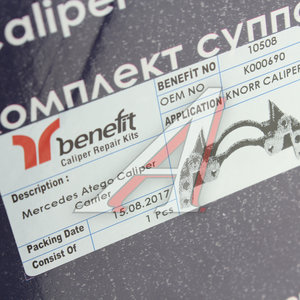 Caliper
комплект суппо
benefit
Caliper Repair Kits
BENEFIT NO 10508
OEM NO K000690
APPLICATION KNORR CALIPER
Description :
Mercedes Atego Caliper
Carrier
Packing Date 15.08.2017
Consist Of 1 Pcs